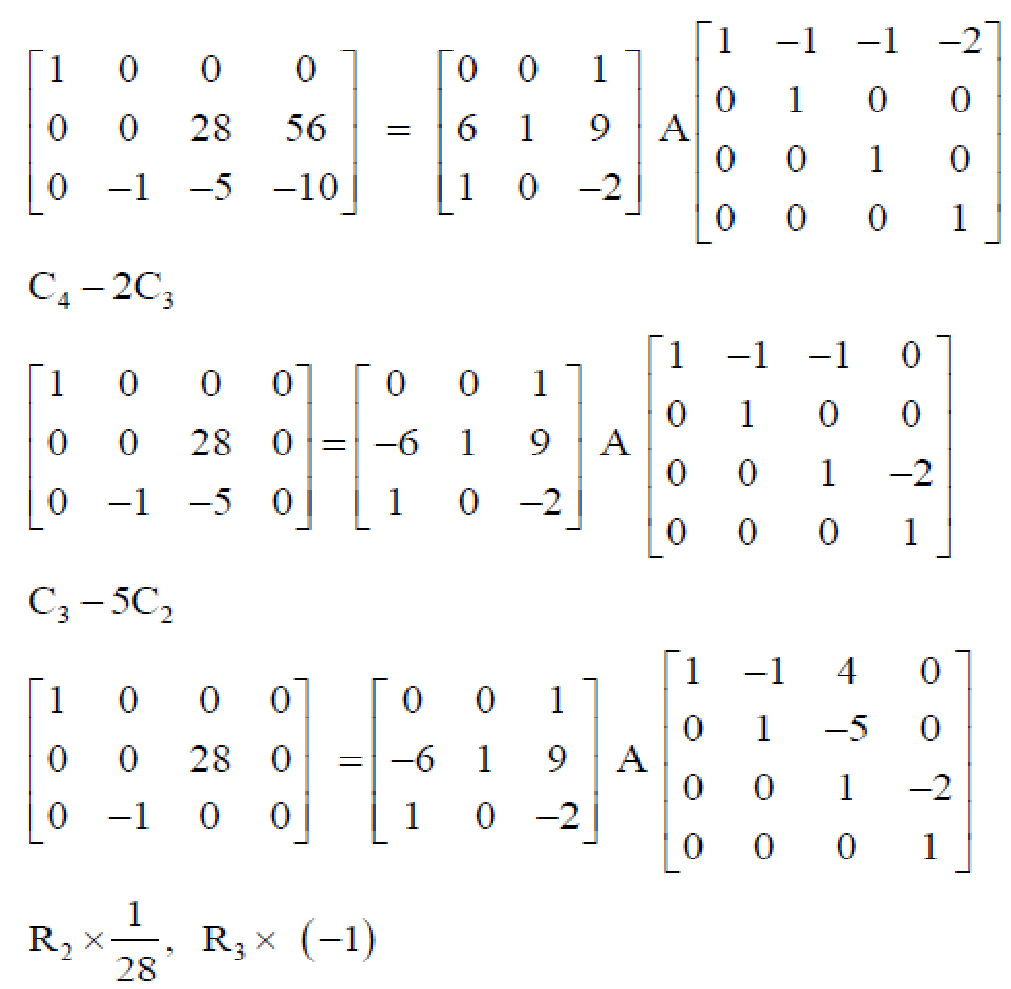 [1 0 0 0; 0 0 28 56; 0 −1 −5 −10] = [0 0 1; 6 1 9; 1 0 −2] A [1 −1 −1 −2; 0 1 0 0; 0 0 1 0; 0 0 0 1]
C₄ − 2C₃
[1 0 0 0; 0 0 28 0; 0 −1 −5 0] = [0 0 1; −6 1 9; 1 0 −2] A [1 −1 −1 0; 0 1 0 0; 0 0 1 −2; 0 0 0 1]
C₃ − 5C₂
[1 0 0 0; 0 0 28 0; 0 −1 0 0] = [0 0 1; −6 1 9; 1 0 −2] A [1 −1 4 0; 0 1 −5 0; 0 0 1 −2; 0 0 0 1]
R₂ × 1/28, R₃ × (−1)